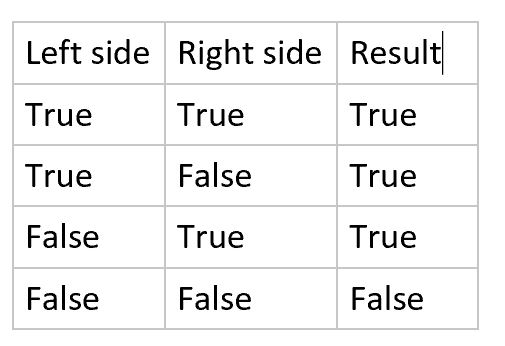 Left side Right side Result
True True True
True False True
False True True
False False False